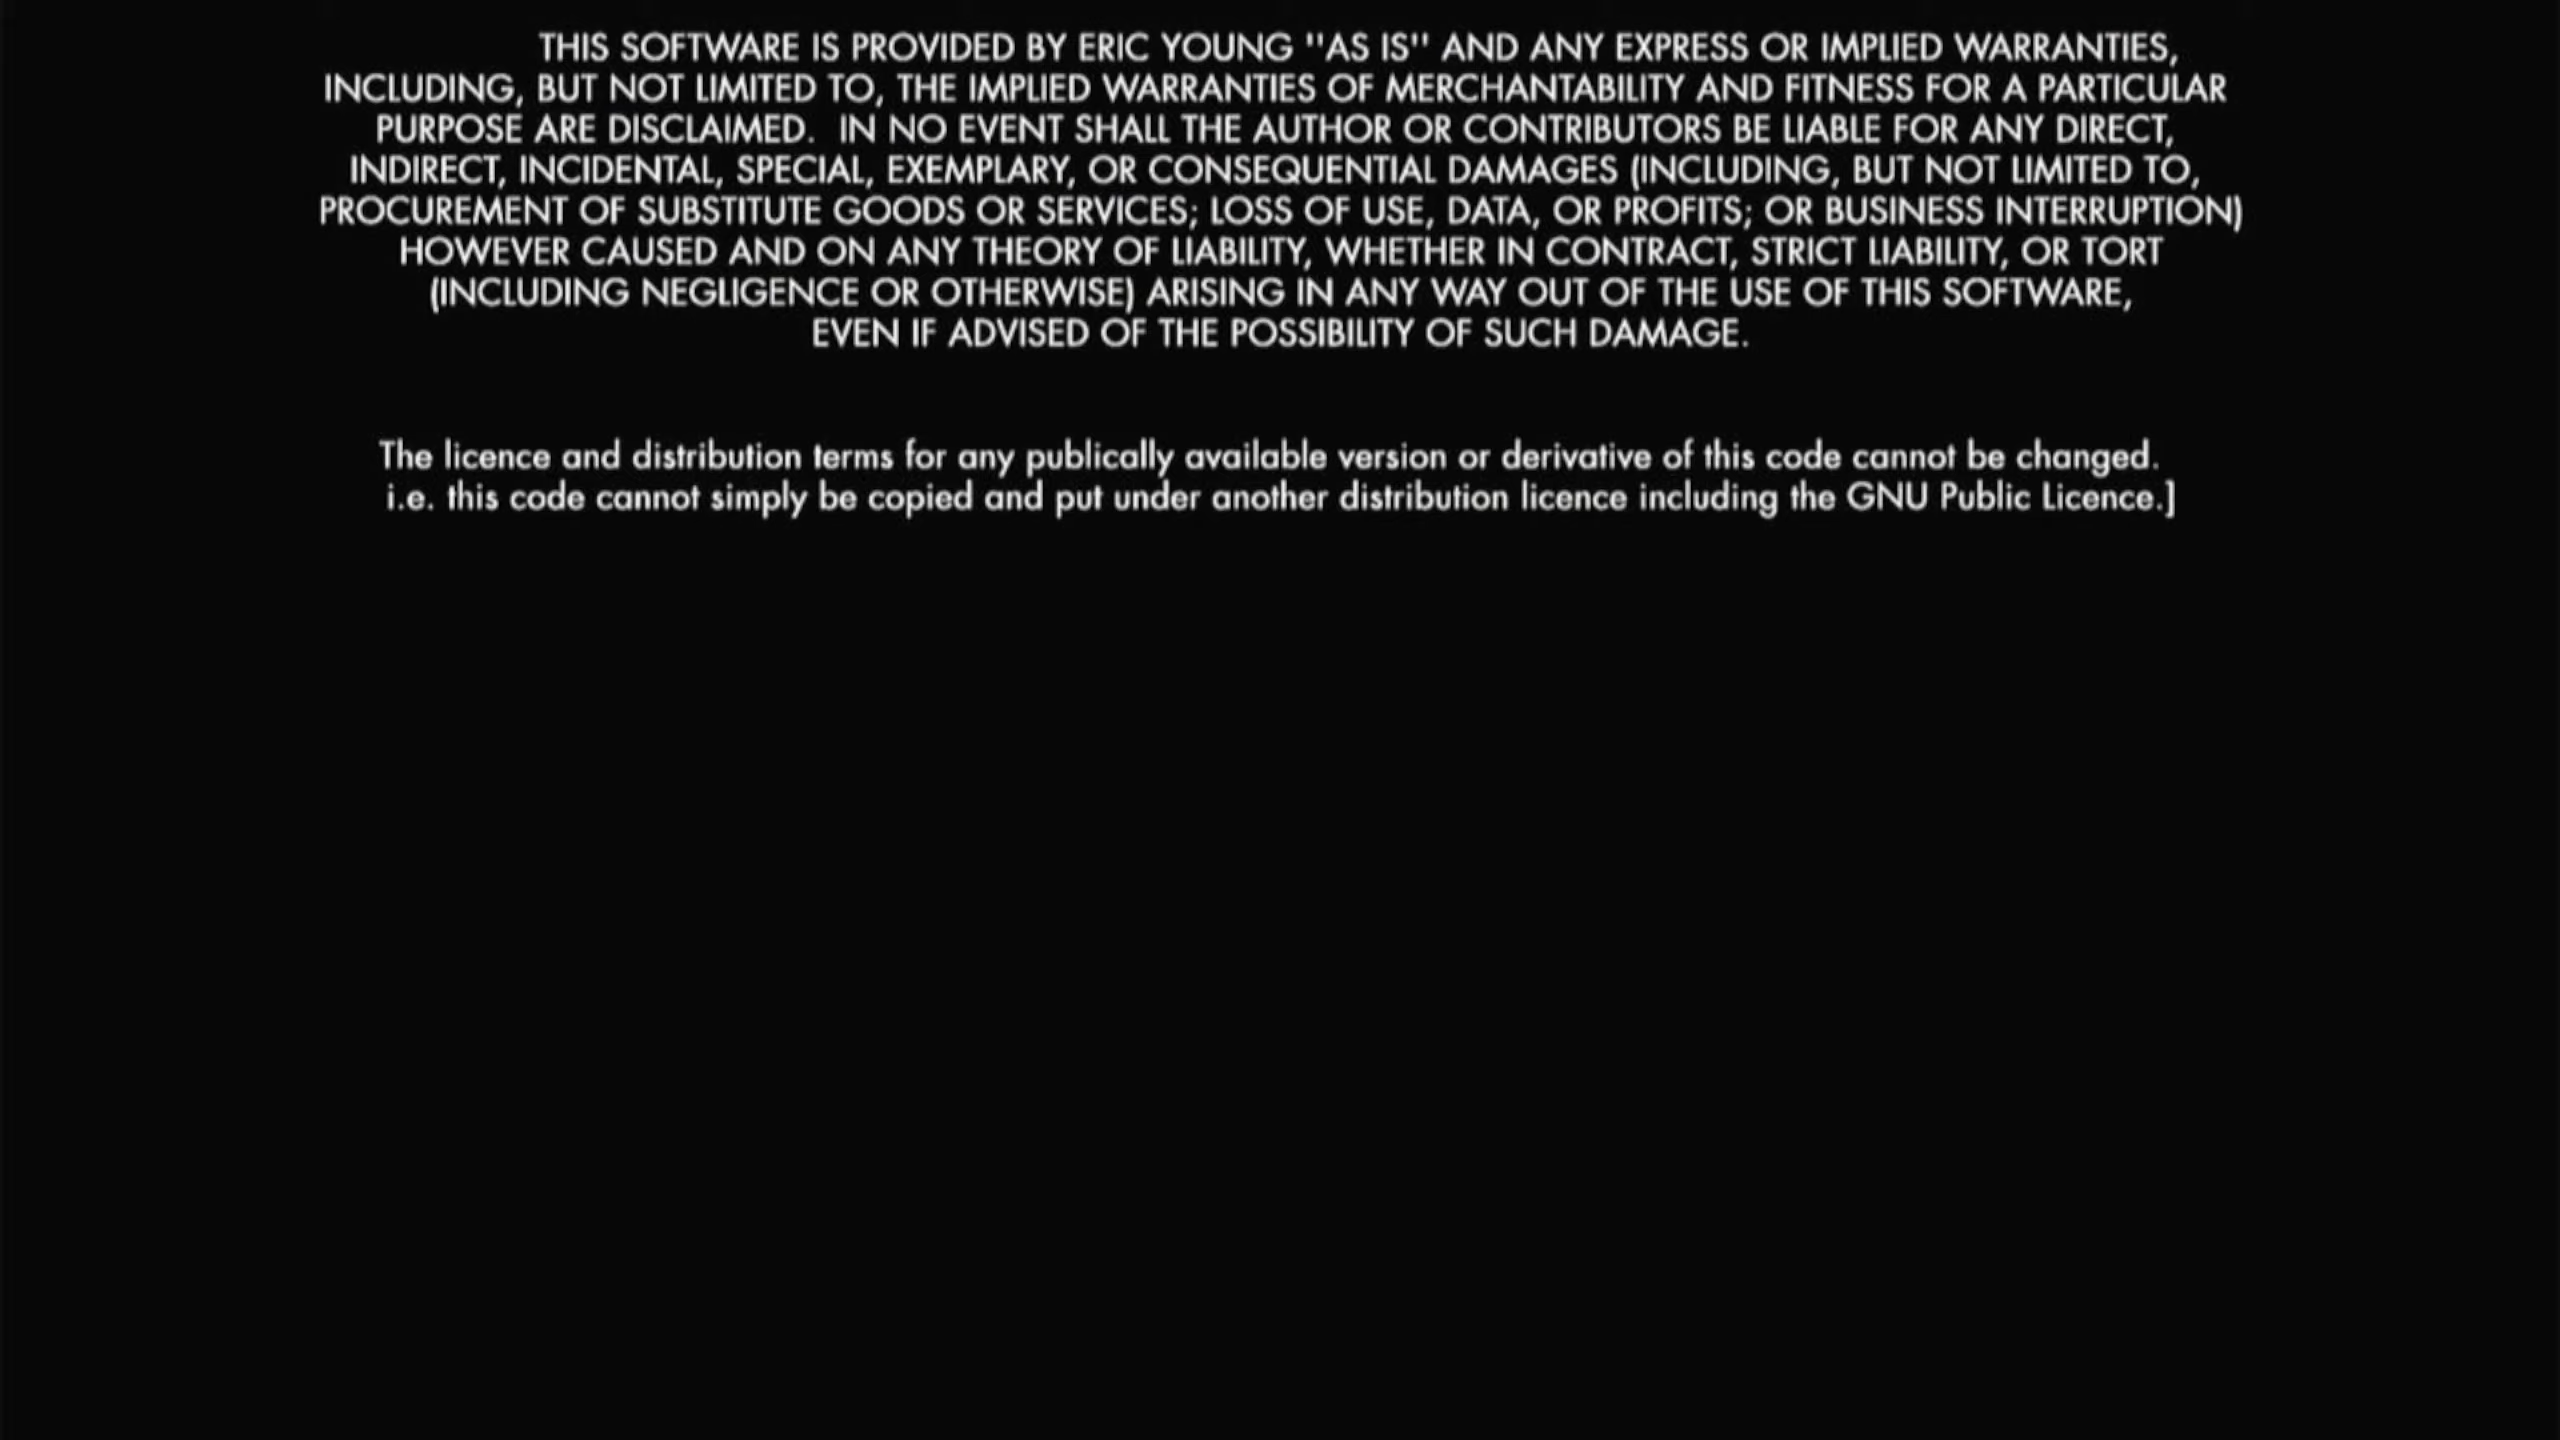 THIS SOFTWARE IS PROVIDED BY ERIC YOUNG ''AS IS'' AND ANY EXPRESS OR IMPLIED WARRANTIES,
INCLUDING, BUT NOT LIMITED TO, THE IMPLIED WARRANTIES OF MERCHANTABILITY AND FITNESS FOR A PARTICULAR
PURPOSE ARE DISCLAIMED.  IN NO EVENT SHALL THE AUTHOR OR CONTRIBUTORS BE LIABLE FOR ANY DIRECT,
INDIRECT, INCIDENTAL, SPECIAL, EXEMPLARY, OR CONSEQUENTIAL DAMAGES (INCLUDING, BUT NOT LIMITED TO,
PROCUREMENT OF SUBSTITUTE GOODS OR SERVICES; LOSS OF USE, DATA, OR PROFITS; OR BUSINESS INTERRUPTION)
HOWEVER CAUSED AND ON ANY THEORY OF LIABILITY, WHETHER IN CONTRACT, STRICT LIABILITY, OR TORT
(INCLUDING NEGLIGENCE OR OTHERWISE) ARISING IN ANY WAY OUT OF THE USE OF THIS SOFTWARE,
EVEN IF ADVISED OF THE POSSIBILITY OF SUCH DAMAGE.
The licence and distribution terms for any publically available version or derivative of this code cannot be changed.
i.e. this code cannot simply be copied and put under another distribution licence including the GNU Public Licence.]